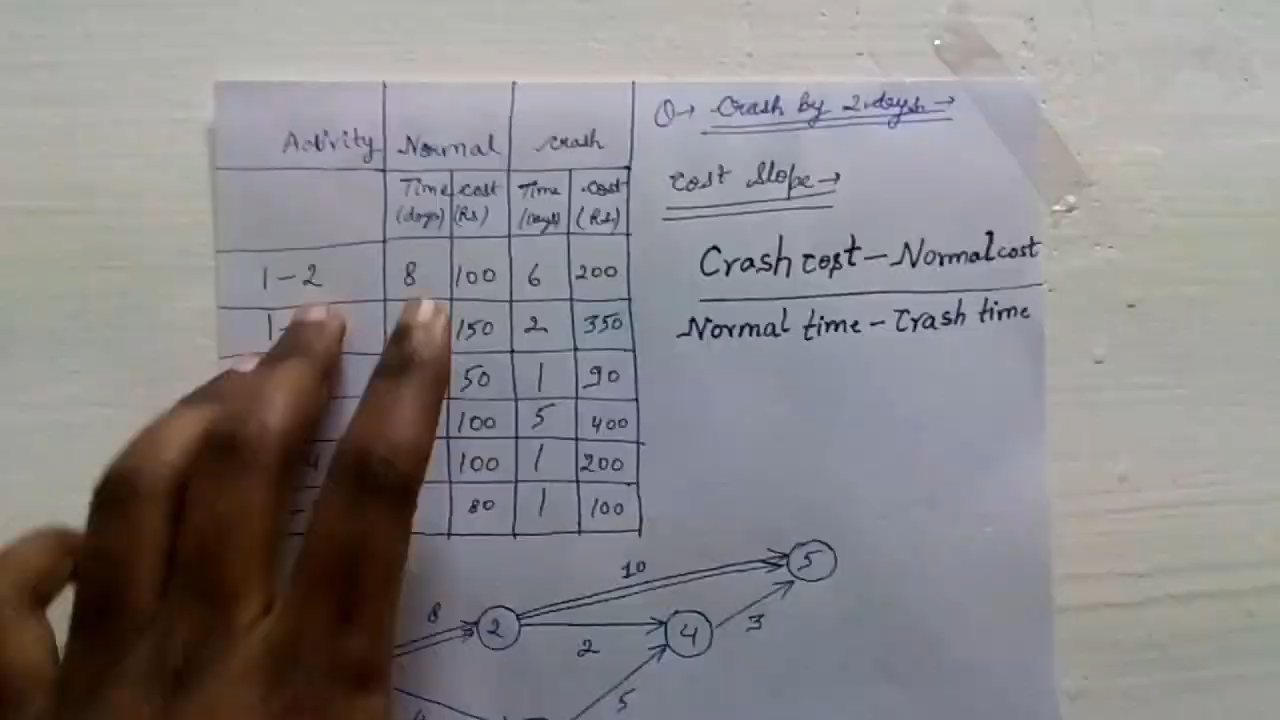 Activity Normal Crash
Time cost Time cost
(days) (Rs) (days) (Rs)
1-2 8 100 6 200
1- 150 2 350
50 1 90
100 5 400
100 1 200
80 1 100
Q→ Crash by 2 days→
Cost Slope→
Crash cost - Normal cost
Normal time - Crash time
10
5
8
2
4
2
3
5